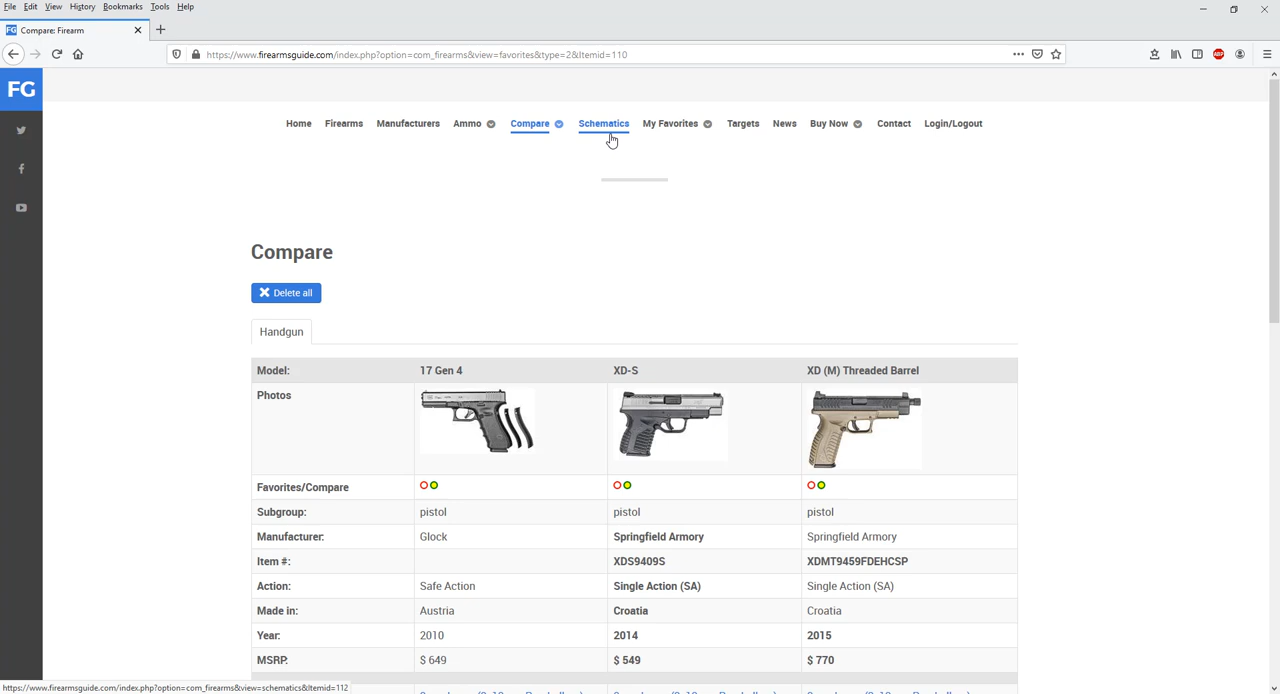 File Edit View History Bookmarks Tools Help
FG Compare: Firearm
https://www.firearmsguide.com/index.php?option=com_firearms&view=favorites&type=2&Itemid=110
ABP
FG
Home Firearms Manufacturers Ammo Compare Schematics My Favorites Targets News Buy Now Contact Login/Logout
Compare
Delete all
Handgun
Model: 17 Gen 4 XD-S XD (M) Threaded Barrel
Photos
Favorites/Compare
Subgroup: pistol pistol pistol
Manufacturer: Glock Springfield Armory Springfield Armory
Item #: XDS9409S XDMT9459FDEHCSP
Action: Safe Action Single Action (SA) Single Action (SA)
Made in: Austria Croatia Croatia
Year: 2010 2014 2015
MSRP: $ 649 $ 549 $ 770
https://www.firearmsguide.com/index.php?option=com_firearms&view=schematics&Itemid=112